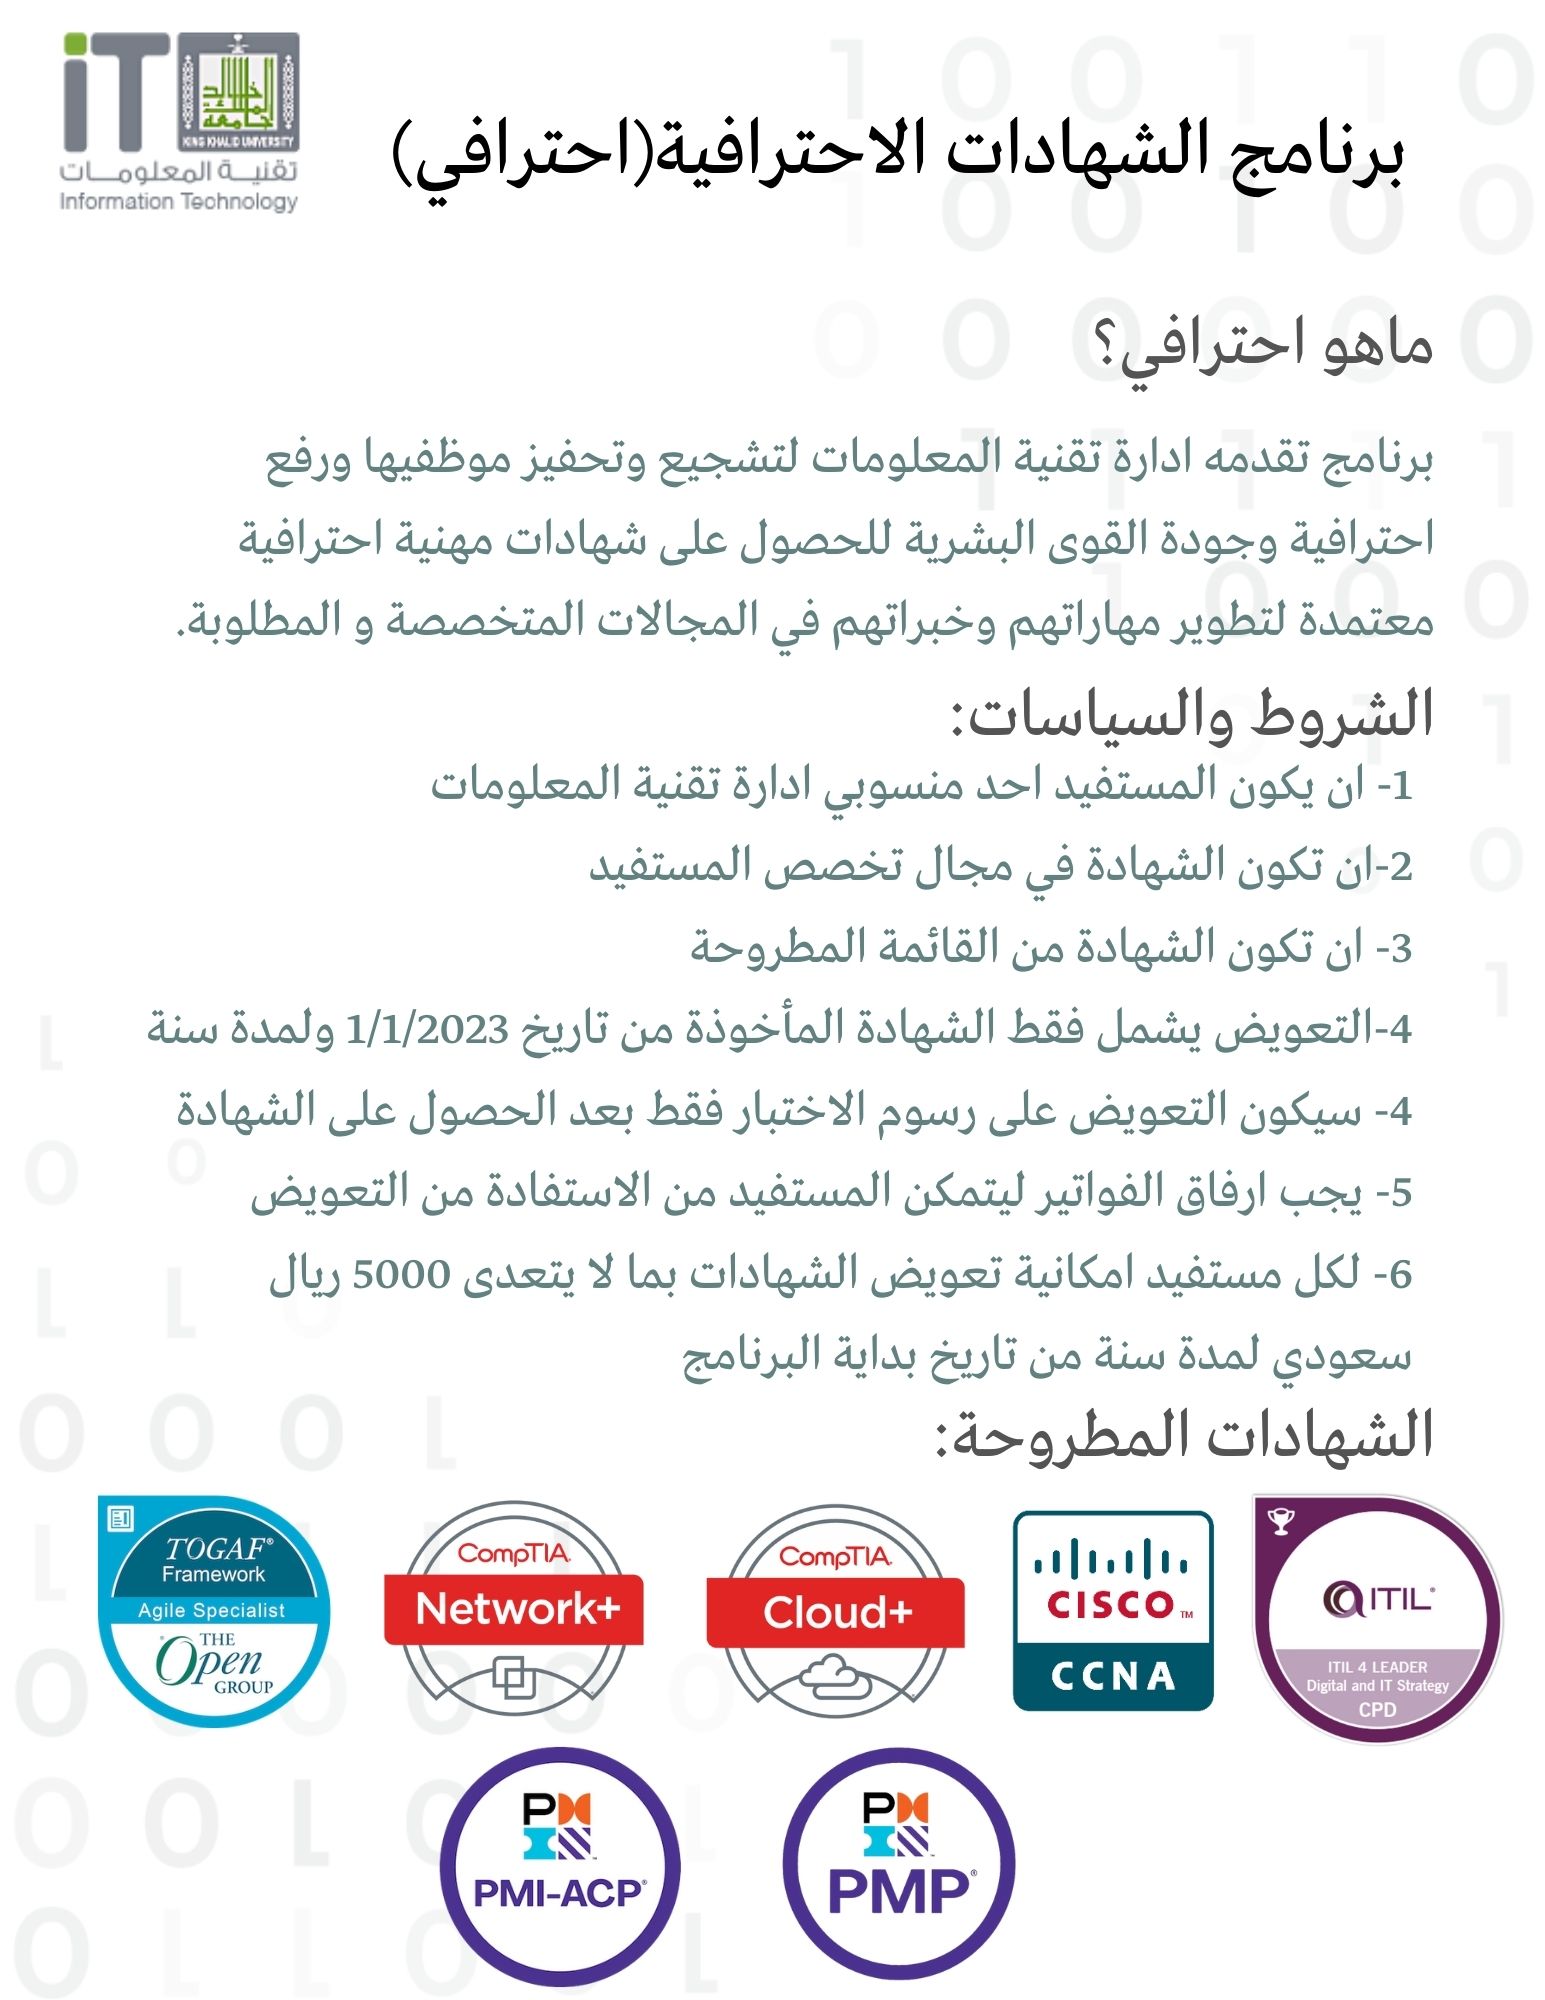 iT
جامعة الملك خالد
KING KHALID UNIVERSITY
تقنية المعلومات
Information Technology
برنامج الشهادات الاحترافية(احترافي)
ماهو احترافي؟
برنامج تقدمه ادارة تقنية المعلومات لتشجيع وتحفيز موظفيها ورفع
احترافية وجودة القوى البشرية للحصول على شهادات مهنية احترافية
معتمدة لتطوير مهاراتهم وخبراتهم في المجالات المتخصصة و المطلوبة.
الشروط والسياسات:
1- ان يكون المستفيد احد منسوبي ادارة تقنية المعلومات
2-ان تكون الشهادة في مجال تخصص المستفيد
3- ان تكون الشهادة من القائمة المطروحة
4-التعويض يشمل فقط الشهادة المأخوذة من تاريخ 1/1/2023 ولمدة سنة
4- سيكون التعويض على رسوم الاختبار فقط بعد الحصول على الشهادة
5- يجب ارفاق الفواتير ليتمكن المستفيد من الاستفادة من التعويض
6- لكل مستفيد امكانية تعويض الشهادات بما لا يتعدى 5000 ريال
سعودي لمدة سنة من تاريخ بداية البرنامج
الشهادات المطروحة:
ITIL®
ITIL 4 LEADER
Digital and IT Strategy
CPD
CISCO™
CCNA
CompTIA.
Cloud+
CompTIA.
Network+
TOGAF®
Framework
Agile Specialist
THE
Open
GROUP
PMP®
PMI-ACP®